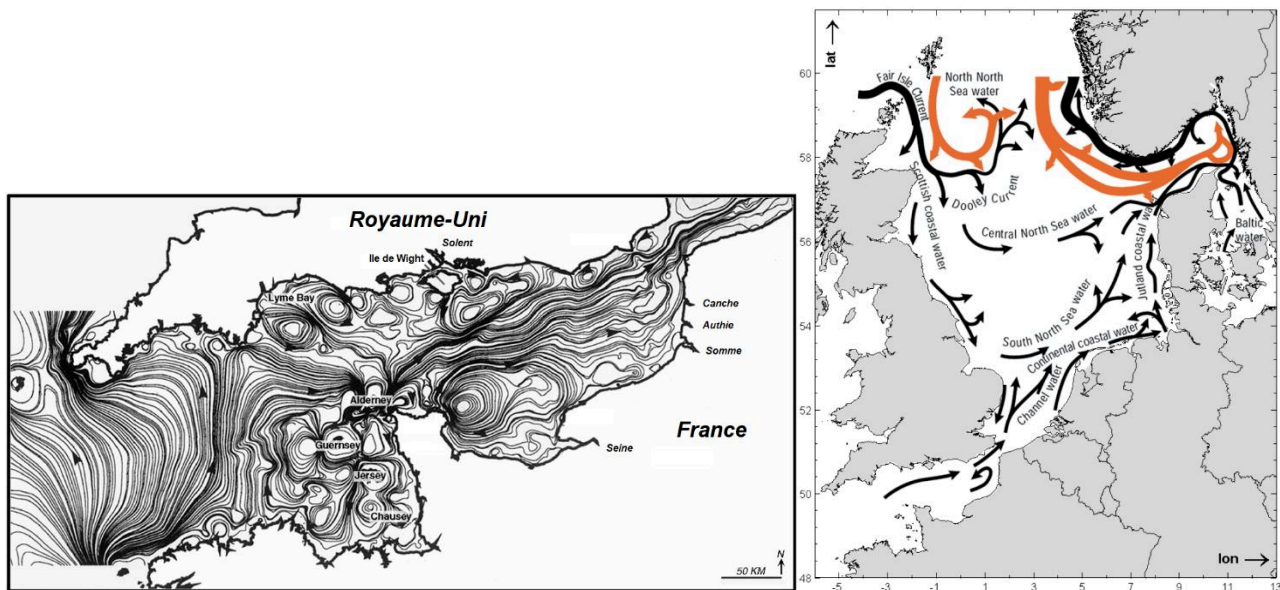 Royaume-Uni
Solent
Ile de Wight
Lyme Bay
Canche
Authie
Somme
Alderney
France
Guernsey
Seine
Jersey
Chausey
50 KM
N
lat
60
58
56
54
52
50
48
Fair Isle Current
North North
Sea water
Dooley Current
Scottish coastal water
Central North Sea water
Jutland coastal water
Baltic
water
South North Sea water
Continental coastal water
Channel water
lon
-5 -3 -1 1 3 5 7 9 11 13